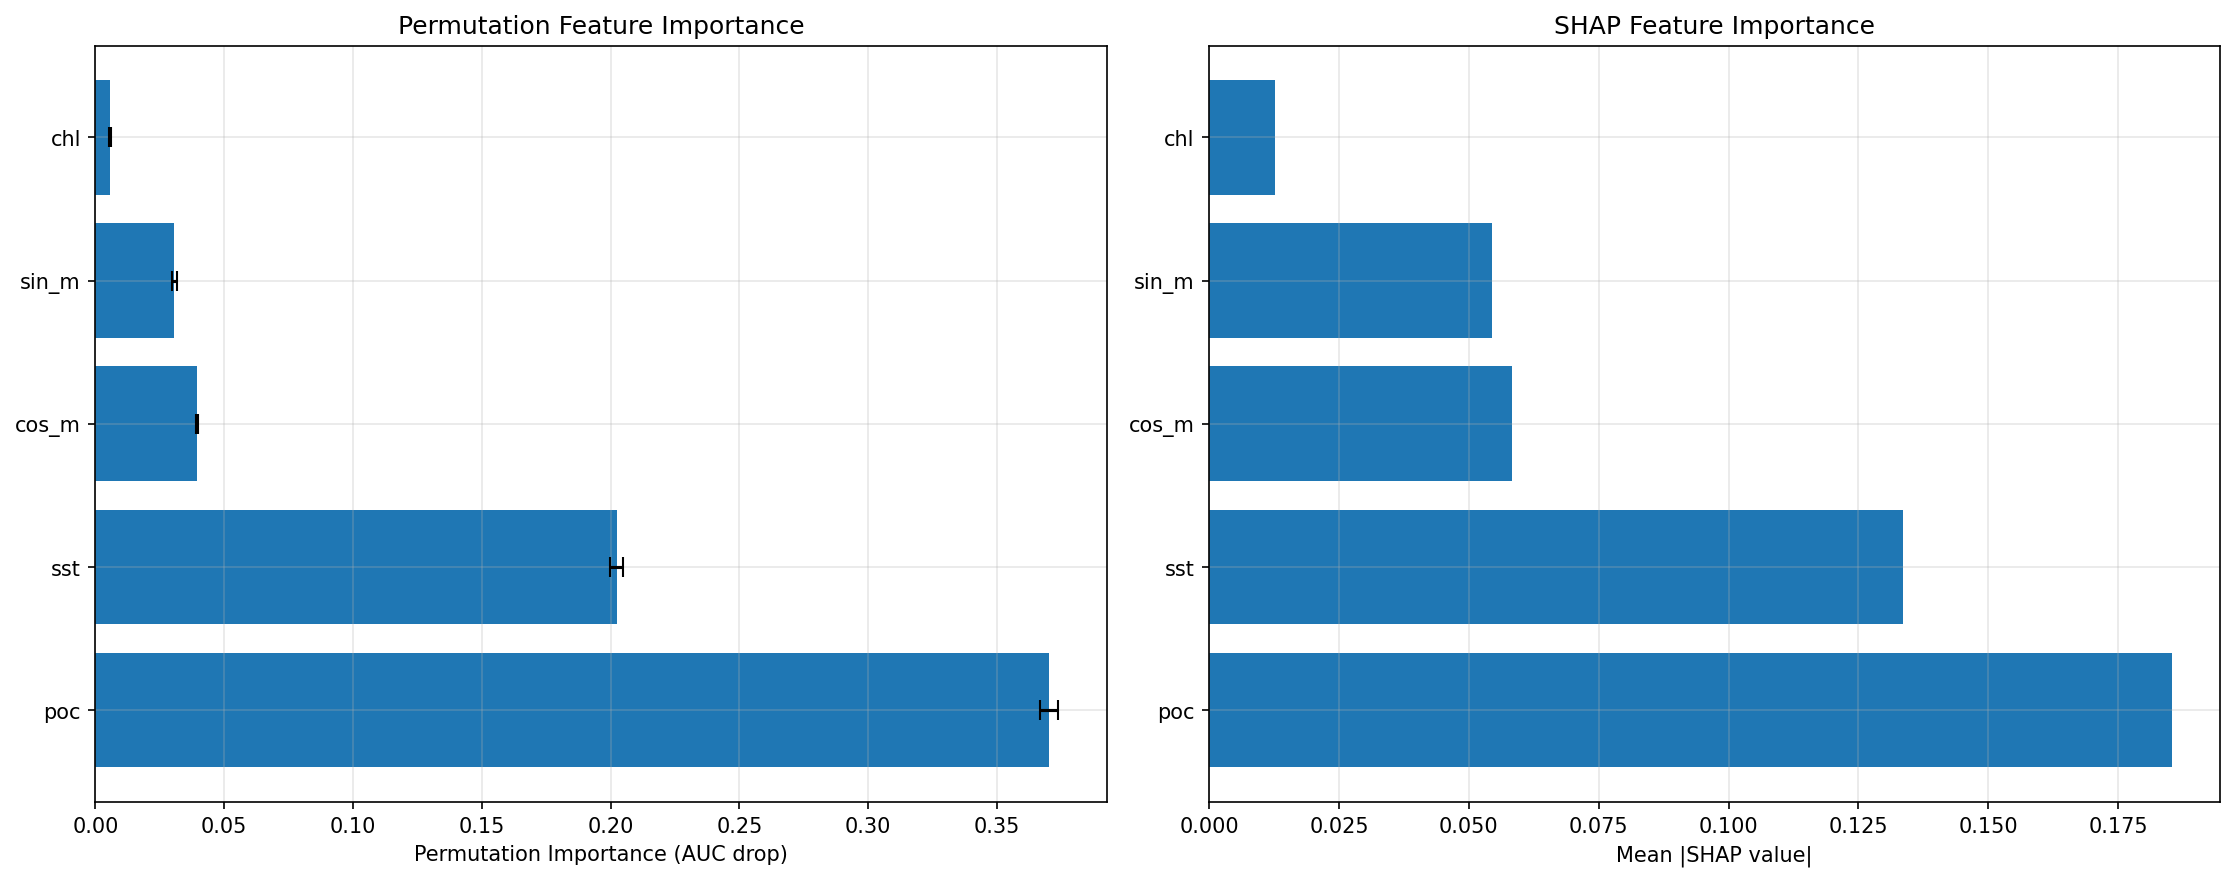 Permutation Feature Importance
chl
sin_m
cos_m
sst
poc
0.00 0.05 0.10 0.15 0.20 0.25 0.30 0.35
Permutation Importance (AUC drop)
SHAP Feature Importance
chl
sin_m
cos_m
sst
poc
0.000 0.025 0.050 0.075 0.100 0.125 0.150 0.175
Mean |SHAP value|